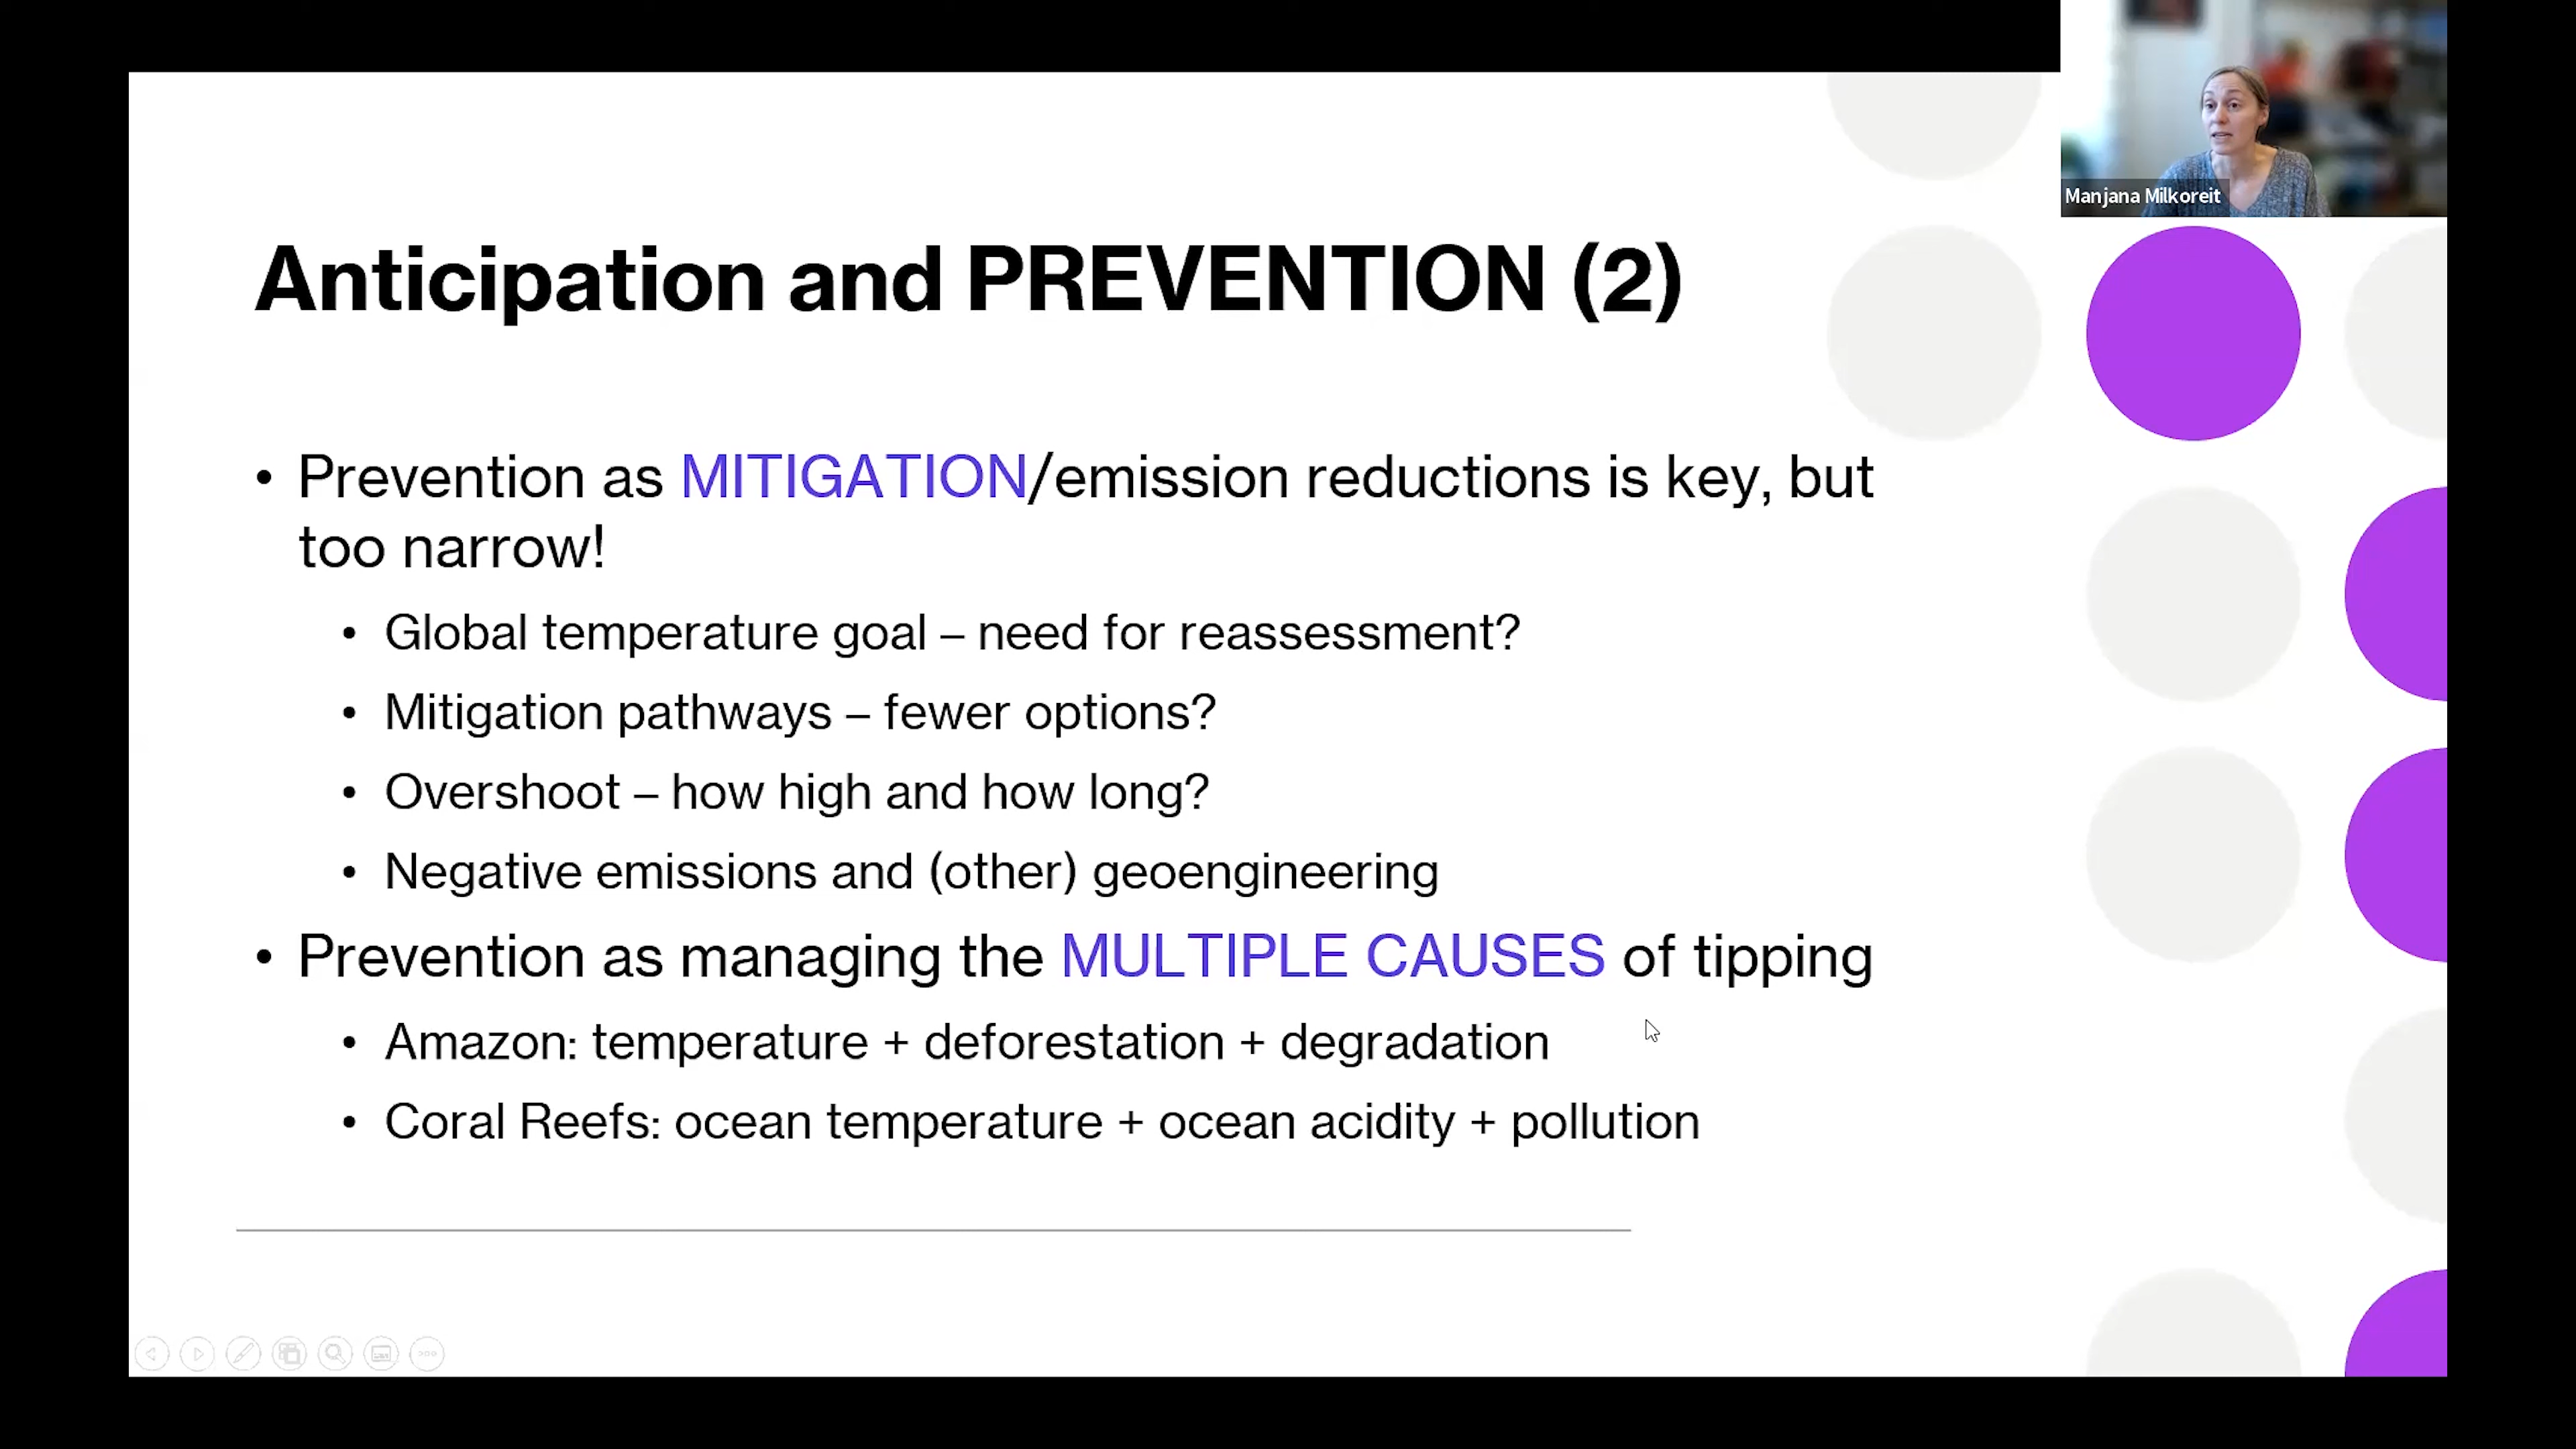 Manjana Milkoreit
Anticipation and PREVENTION (2)
• Prevention as MITIGATION/emission reductions is key, but
too narrow!
• Global temperature goal – need for reassessment?
• Mitigation pathways – fewer options?
• Overshoot – how high and how long?
• Negative emissions and (other) geoengineering
• Prevention as managing the MULTIPLE CAUSES of tipping
• Amazon: temperature + deforestation + degradation
• Coral Reefs: ocean temperature + ocean acidity + pollution